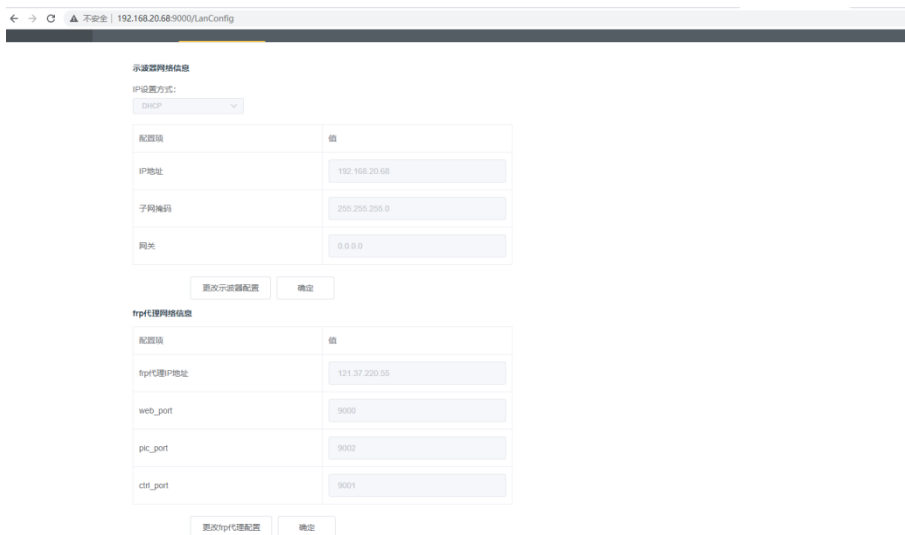 不安全 | 192.168.20.68:9000/LanConfig
示波器网络信息
IP设置方式:
DHCP
配置项 值
IP地址 192.168.20.68
子网掩码 255.255.255.0
网关 0.0.0.0
更改示波器配置 确定
frp代理网络信息
配置项 值
frp代理IP地址 121.37.220.55
web_port 9000
pic_port 9002
ctrl_port 9001
更改frp代理配置 确定